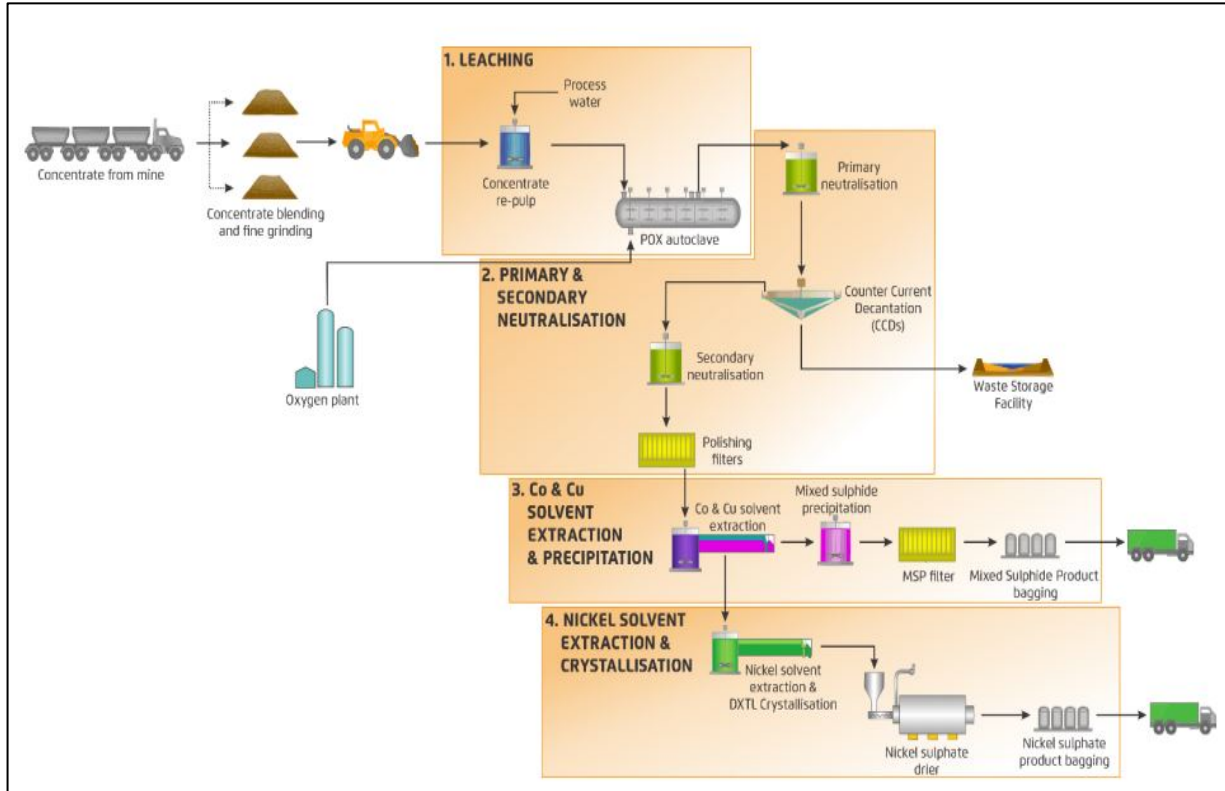 1. LEACHING
Process
water
Concentrate from mine
Concentrate blending
and fine grinding
Concentrate
re-pulp
POX autoclave
Primary
neutralisation
2. PRIMARY &
SECONDARY
NEUTRALISATION
Counter Current
Decantation
(CCDs)
Secondary
neutralisation
Oxygen plant
Waste Storage
Facility
Polishing
filters
3. Co & Cu
SOLVENT
EXTRACTION
& PRECIPITATION
Co & Cu solvent
extraction
Mixed sulphide
precipitation
MSP filter
Mixed Sulphide Product
bagging
4. NICKEL SOLVENT
EXTRACTION &
CRYSTALLISATION
Nickel solvent
extraction &
DXTL Crystallisation
Nickel sulphate
drier
Nickel sulphate
product bagging